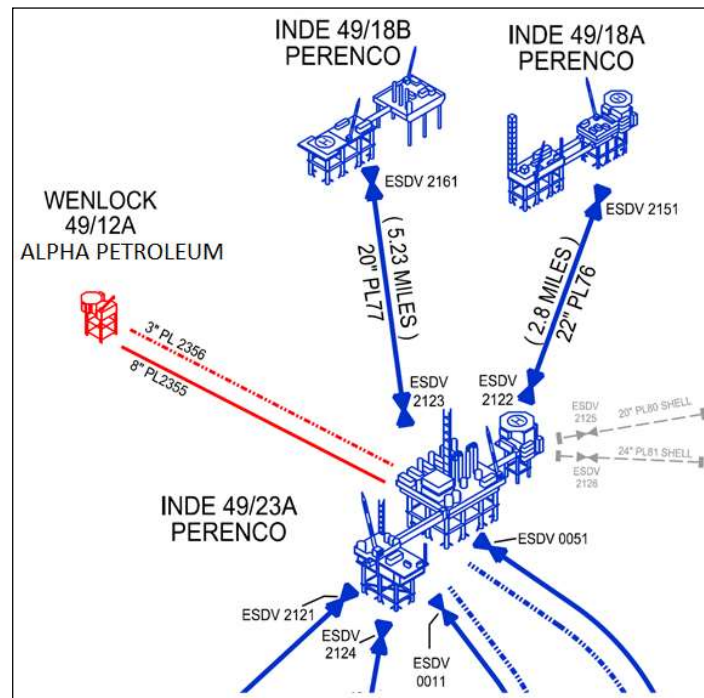 INDE 49/18B
PERENCO
INDE 49/18A
PERENCO
WENLOCK
49/12A
ALPHA PETROLEUM
ESDV 2161
ESDV 2151
( 5.23 MILES )
20" PL77
( 2.8 MILES )
22" PL76
3" PL 2356
8" PL2355
ESDV
2123
ESDV
2122
ESDV
2125
20" PL80 SHELL
24" PL81 SHELL
ESDV
2126
INDE 49/23A
PERENCO
ESDV 0051
ESDV 2121
ESDV
2124
ESDV
0011